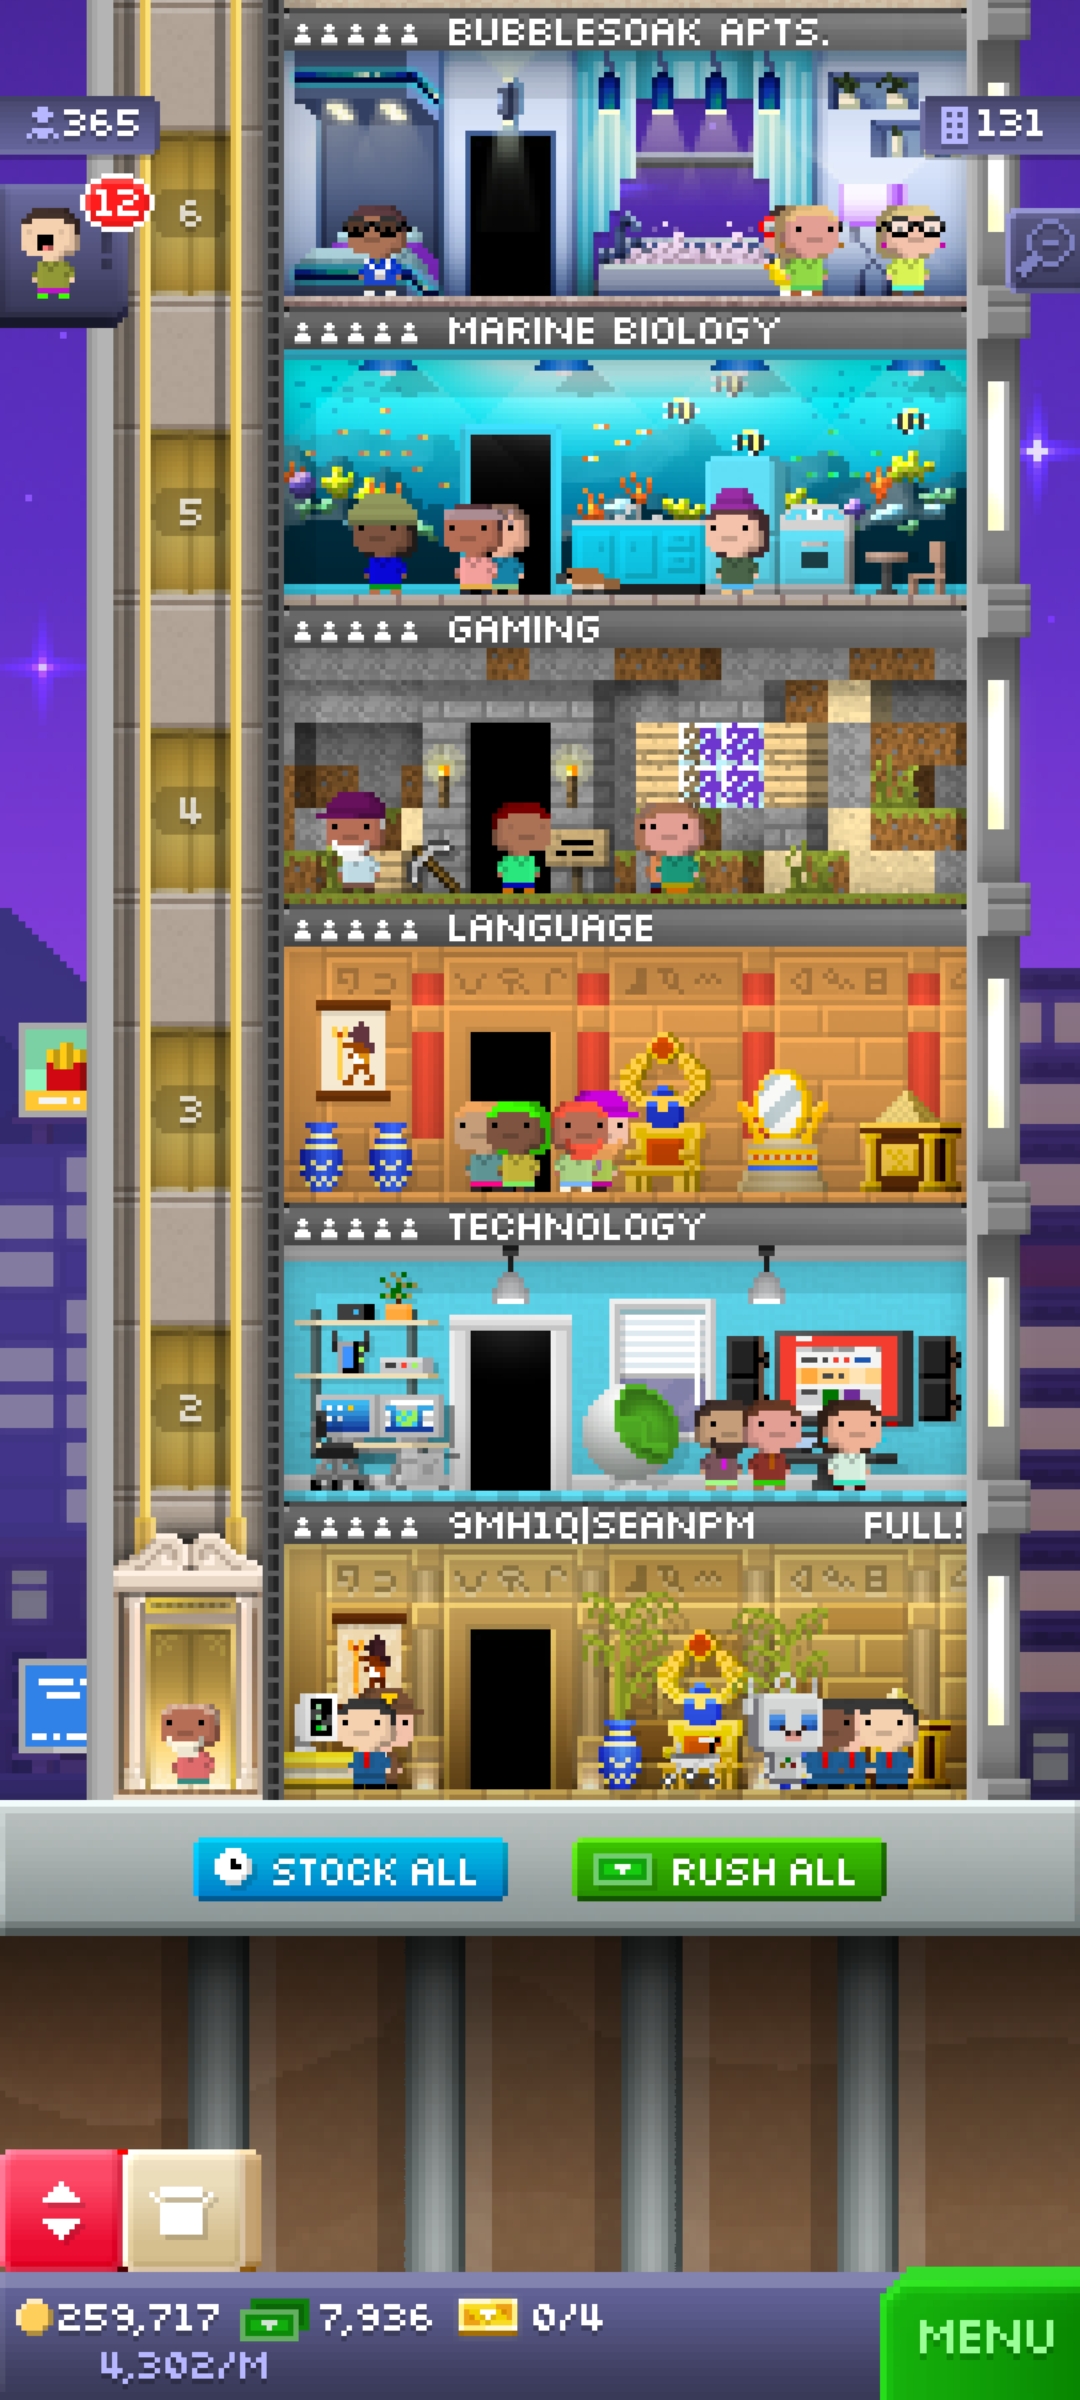 BUBBLESOAK APTS.
365
131
12
6
MARINE BIOLOGY
5
GAMING
4
LANGUAGE
3
TECHNOLOGY
2
9MH1Q|SEANPM FULL!
STOCK ALL
RUSH ALL
259,717 7,936 0/4
4,302/M
MENU